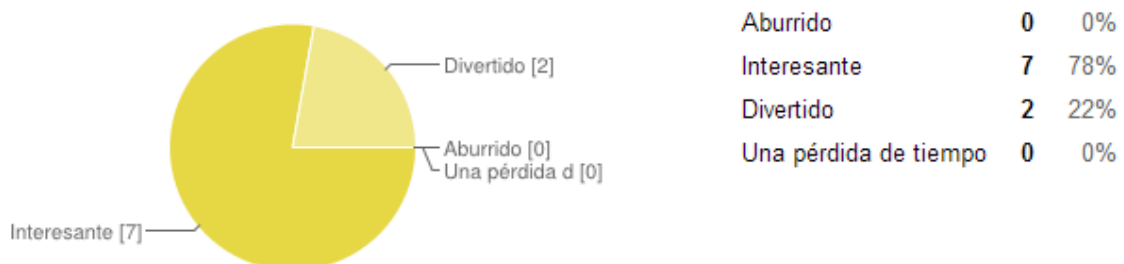 Divertido [2]
Aburrido [0]
Una pérdida d [0]
Interesante [7]
Aburrido 0 0%
Interesante 7 78%
Divertido 2 22%
Una pérdida de tiempo 0 0%